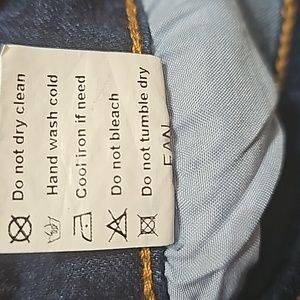 Do not dry clean
Hand wash cold
Cool iron if need
Do not bleach
Do not tumble dry